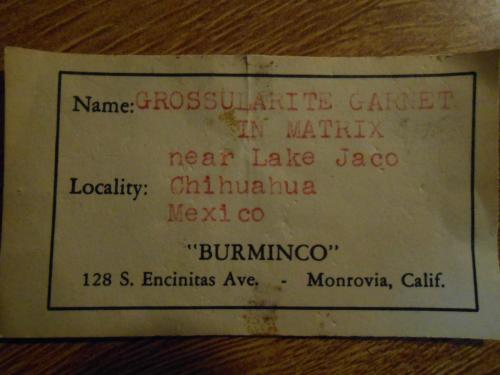 Name: GROSSULARITE GARNET
IN MATRIX
near Lake Jaco
Locality: Chihuahua
Mexico
"BURMINCO"
128 S. Encinitas Ave. - Monrovia, Calif.